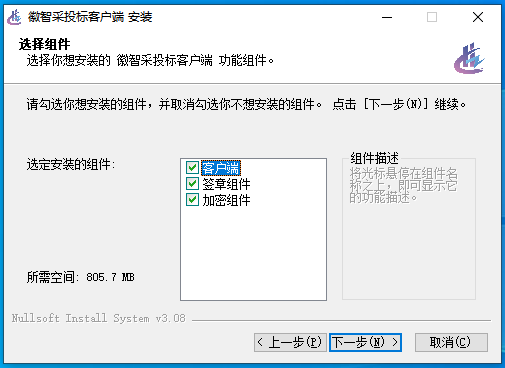 徽智采投标客户端 安装
选择组件
选择你想安装的 徽智采投标客户端 功能组件。
请勾选你想安装的组件，并取消勾选你不想安装的组件。 点击 [下一步(N)] 继续。
选定安装的组件:
客户端
签章组件
加密组件
组件描述
将光标悬停在组件名
称之上，即可显示它
的功能描述。
所需空间: 805.7 MB
Nullsoft Install System v3.08
< 上一步(P)
下一步(N) >
取消(C)